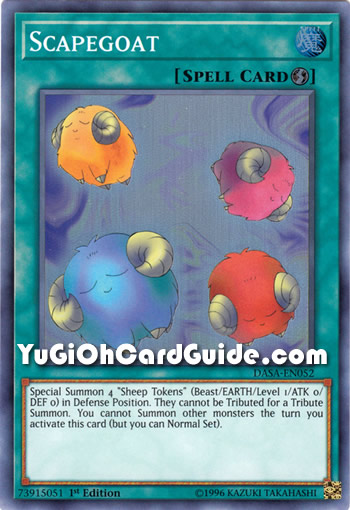 SCAPEGOAT
[SPELL CARD]
YuGiOhCardGuide.com
DASA-EN052
Special Summon 4 "Sheep Tokens" (Beast/EARTH/Level 1/ATK 0/
DEF 0) in Defense Position. They cannot be Tributed for a Tribute
Summon. You cannot Summon other monsters the turn you
activate this card (but you can Normal Set).
73915051 1st Edition ©1996 KAZUKI TAKAHASHI